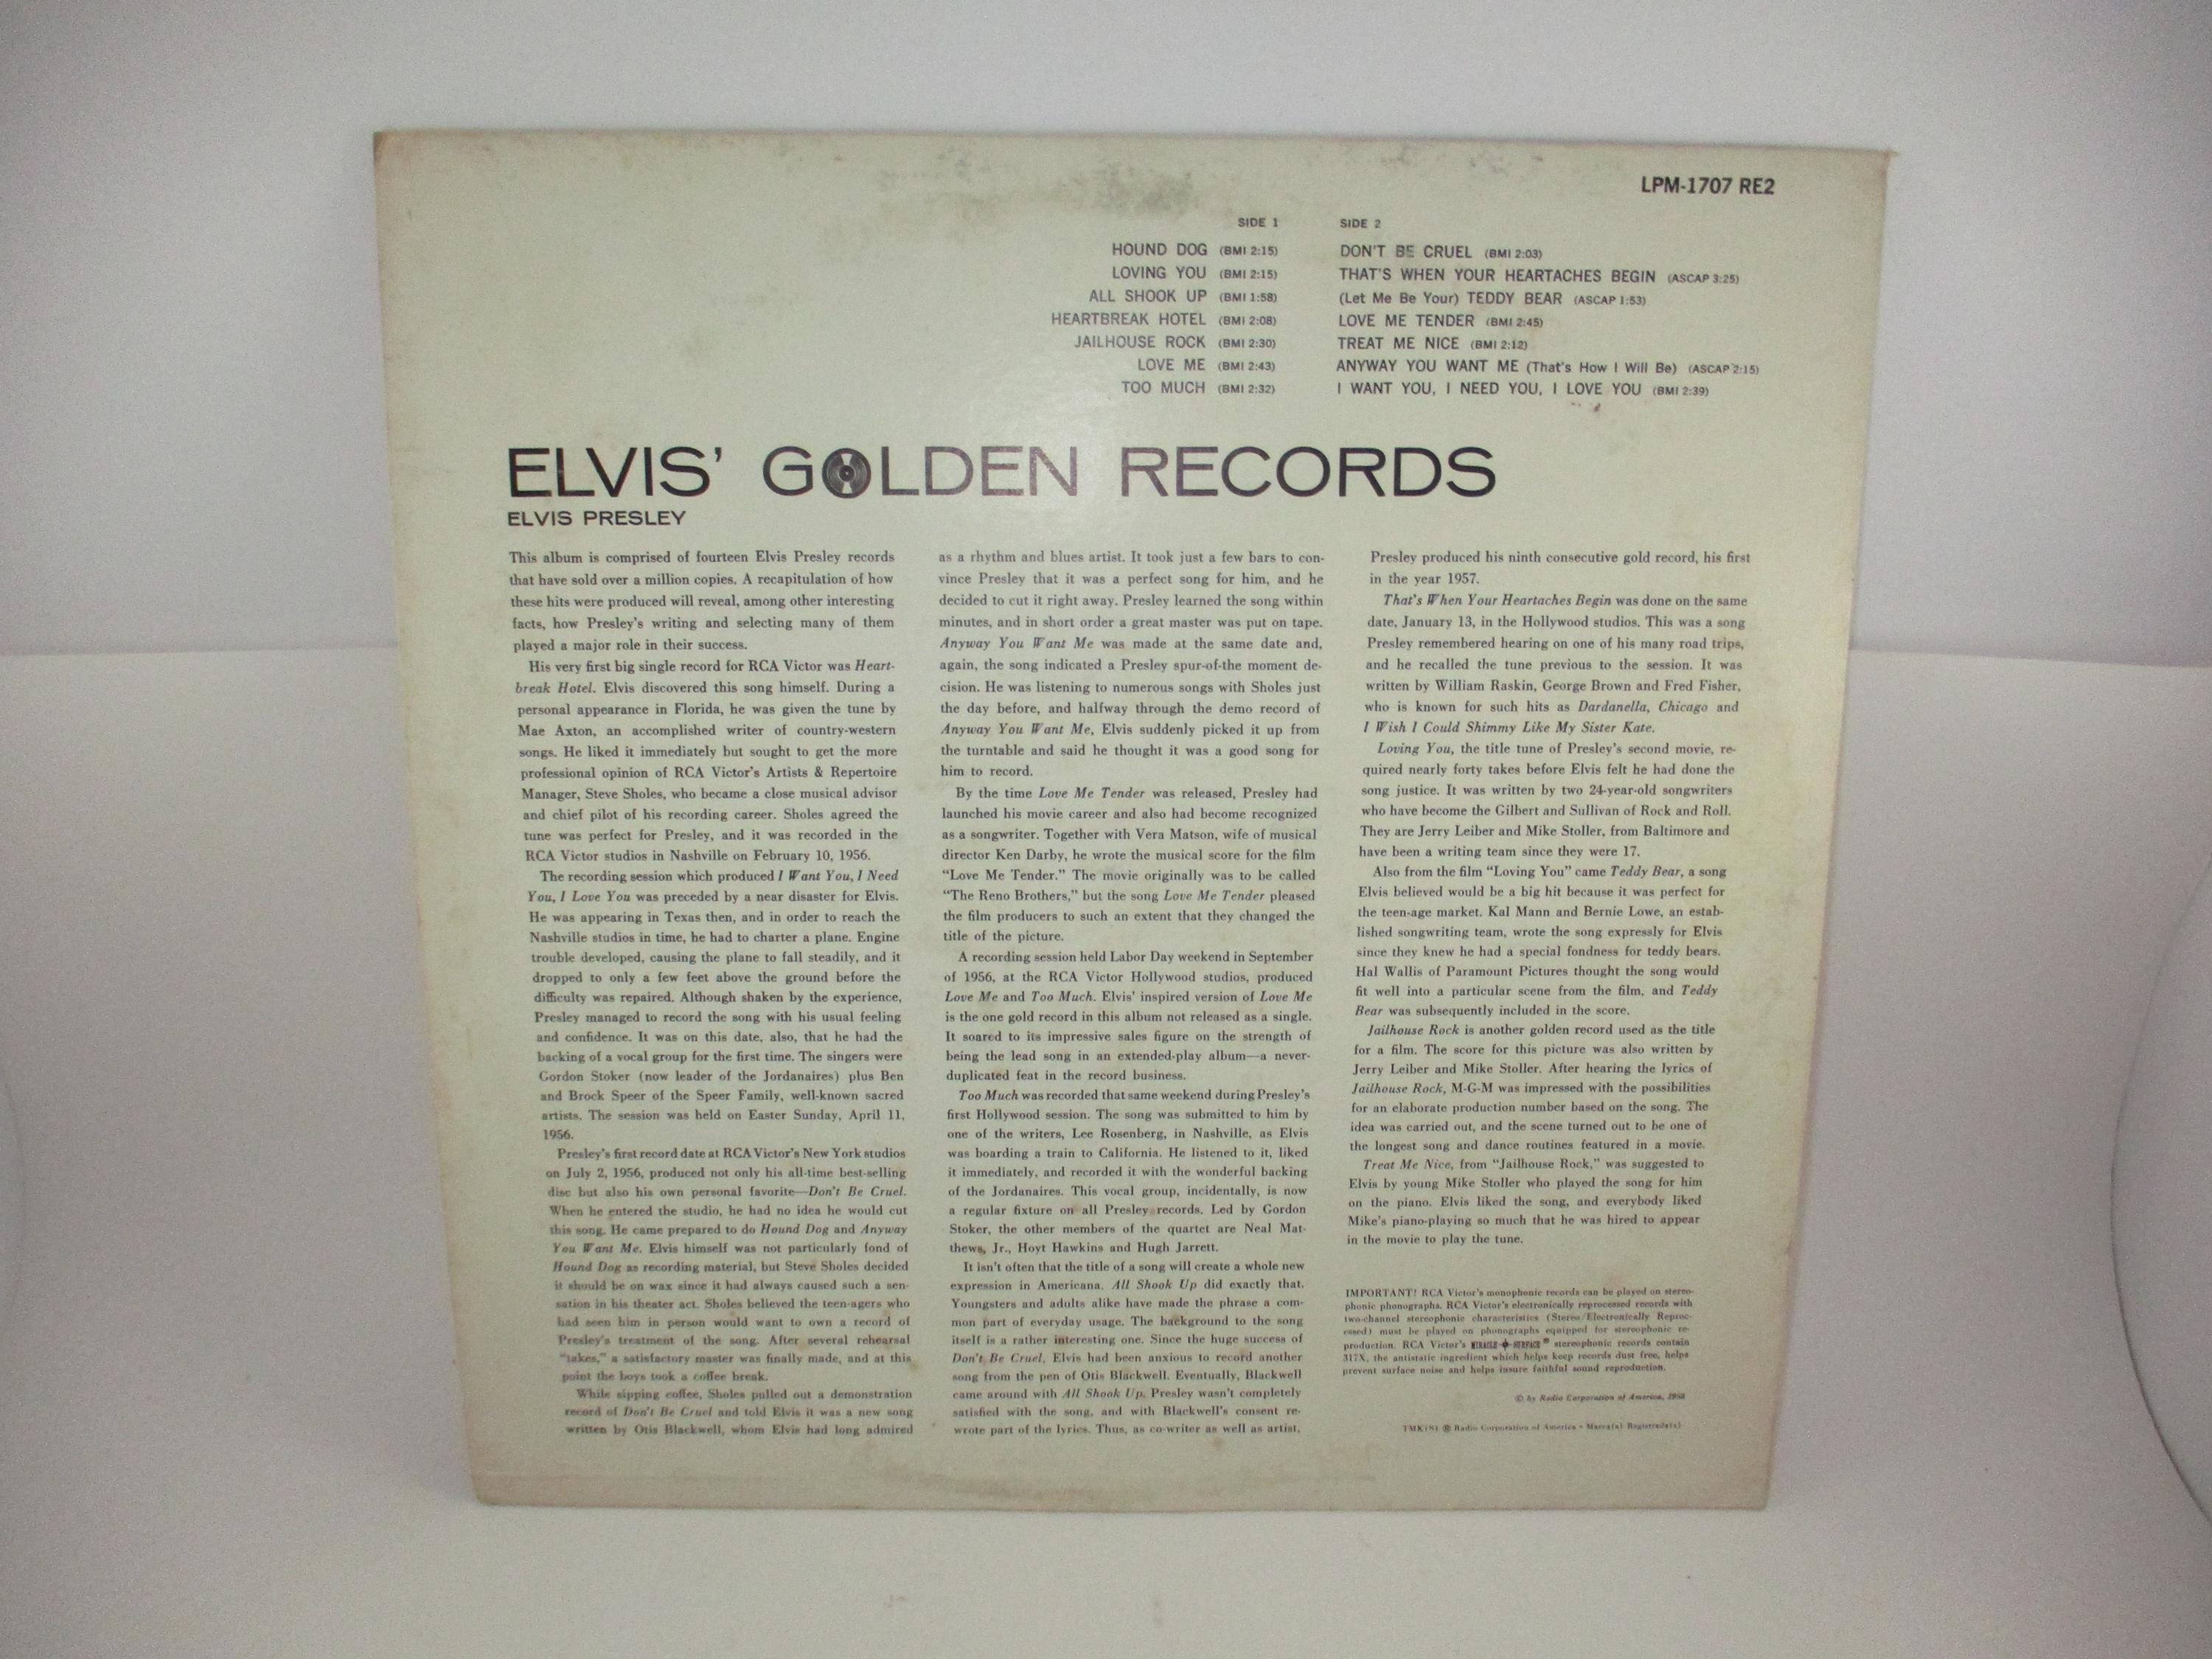 LPM-1707 RE2
SIDE 1
HOUND DOG (BMI 2:15)
LOVING YOU (BMI 2:15)
ALL SHOOK UP (BMI 1:58)
HEARTBREAK HOTEL (BMI 2:08)
JAILHOUSE ROCK (BMI 2:30)
LOVE ME (BMI 2:43)
TOO MUCH (BMI 2:32)
SIDE 2
DON'T BE CRUEL (BMI 2:03)
THAT'S WHEN YOUR HEARTACHES BEGIN (ASCAP 3:25)
(Let Me Be Your) TEDDY BEAR (ASCAP 1:53)
LOVE ME TENDER (BMI 2:45)
TREAT ME NICE (BMI 2:12)
ANYWAY YOU WANT ME (That's How I Will Be) (ASCAP 2:15)
I WANT YOU, I NEED YOU, I LOVE YOU (BMI 2:39)
ELVIS' GOLDEN RECORDS
ELVIS PRESLEY
This album is comprised of fourteen Elvis Presley records
that have sold over a million copies. A recapitulation of how
these hits were produced will reveal, among other interesting
facts, how Presley's writing and selecting many of them
played a major role in their success.
His very first big single record for RCA Victor was Heart-
break Hotel. Elvis discovered this song himself. During a
personal appearance in Florida, he was given the tune by
Mae Axton, an accomplished writer of country-western
songs. He liked it immediately but sought to get the more
professional opinion of RCA Victor's Artists & Repertoire
Manager, Steve Sholes, who became a close musical advisor
and chief pilot of his recording career. Sholes agreed the
tune was perfect for Presley, and it was recorded in the
RCA Victor studios in Nashville on February 10, 1956.
The recording session which produced I Want You, I Need
You, I Love You was preceded by a near disaster for Elvis.
He was appearing in Texas then, and in order to reach the
Nashville studios in time, he had to charter a plane. Engine
trouble developed, causing the plane to fall steadily, and it
dropped to only a few feet above the ground before the
difficulty was repaired. Although shaken by the experience,
Presley managed to record the song with his usual feeling
and confidence. It was on this date, also, that he had the
backing of a vocal group for the first time. The singers were
Gordon Stoker (now leader of the Jordanaires) plus Ben
and Brock Speer of the Speer Family, well-known sacred
artists. The session was held on Easter Sunday, April 11,
1956.
Presley's first record date at RCA Victor's New York studios
on July 2, 1956, produced not only his all-time best-selling
disc but also his own personal favorite—Don't Be Cruel.
When he entered the studio, he had no idea he would cut
this song. He came prepared to do Hound Dog and Anyway
You Want Me. Elvis himself was not particularly fond of
Hound Dog as recording material, but Steve Sholes decided
it should be on wax since it had always caused such a sen-
sation in his theater act. Sholes believed the teen-agers who
had seen him in person would want to own a record of
Presley's treatment of the song. After several rehearsal
"takes," a satisfactory master was finally made, and at this
point the boys took a coffee break.
While sipping coffee, Sholes pulled out a demonstration
record of Don't Be Cruel and told Elvis it was a new song
written by Otis Blackwell, whom Elvis had long admired
as a rhythm and blues artist. It took just a few bars to con-
vince Presley that it was a perfect song for him, and he
decided to cut it right away. Presley learned the song within
minutes, and in short order a great master was put on tape.
Anyway You Want Me was made at the same date and,
again, the song indicated a Presley spur-of-the moment de-
cision. He was listening to numerous songs with Sholes just
the day before, and halfway through the demo record of
Anyway You Want Me, Elvis suddenly picked it up from
the turntable and said he thought it was a good song for
him to record.
By the time Love Me Tender was released, Presley had
launched his movie career and also had become recognized
as a songwriter. Together with Vera Matson, wife of musical
director Ken Darby, he wrote the musical score for the film
"Love Me Tender." The movie originally was to be called
"The Reno Brothers," but the song Love Me Tender pleased
the film producers to such an extent that they changed the
title of the picture.
A recording session held Labor Day weekend in September
of 1956, at the RCA Victor Hollywood studios, produced
Love Me and Too Much. Elvis' inspired version of Love Me
is the one gold record in this album not released as a single.
It soared to its impressive sales figure on the strength of
being the lead song in an extended-play album—a never-
duplicated feat in the record business.
Too Much was recorded that same weekend during Presley's
first Hollywood session. The song was submitted to him by
one of the writers, Lee Rosenberg, in Nashville, as Elvis
was boarding a train to California. He listened to it, liked
it immediately, and recorded it with the wonderful backing
of the Jordanaires. This vocal group, incidentally, is now
a regular fixture on all Presley records. Led by Gordon
Stoker, the other members of the quartet are Neal Mat-
thews, Jr., Hoyt Hawkins and Hugh Jarrett.
It isn't often that the title of a song will create a whole new
expression in Americana. All Shook Up did exactly that.
Youngsters and adults alike have made the phrase a com-
mon part of everyday usage. The background to the song
itself is a rather interesting one. Since the huge success of
Don't Be Cruel, Elvis had been anxious to record another
song from the pen of Otis Blackwell. Eventually, Blackwell
came around with All Shook Up. Presley wasn't completely
satisfied with the song, and with Blackwell's consent re-
wrote part of the lyrics. Thus, as co-writer as well as artist,
Presley produced his ninth consecutive gold record, his first
in the year 1957.
That's When Your Heartaches Begin was done on the same
date, January 13, in the Hollywood studios. This was a song
Presley remembered hearing on one of his many road trips,
and he recalled the tune previous to the session. It was
written by William Raskin, George Brown and Fred Fisher,
who is known for such hits as Dardanella, Chicago and
I Wish I Could Shimmy Like My Sister Kate.
Loving You, the title tune of Presley's second movie, re-
quired nearly forty takes before Elvis felt he had done the
song justice. It was written by two 24-year-old songwriters
who have become the Gilbert and Sullivan of Rock and Roll.
They are Jerry Leiber and Mike Stoller, from Baltimore and
have been a writing team since they were 17.
Also from the film "Loving You" came Teddy Bear, a song
Elvis believed would be a big hit because it was perfect for
the teen-age market. Kal Mann and Bernie Lowe, an estab-
lished songwriting team, wrote the song expressly for Elvis
since they knew he had a special fondness for teddy bears.
Hal Wallis of Paramount Pictures thought the song would
fit well into a particular scene from the film, and Teddy
Bear was subsequently included in the score.
Jailhouse Rock is another golden record used as the title
for a film. The score for this picture was also written by
Jerry Leiber and Mike Stoller. After hearing the lyrics of
Jailhouse Rock, M-G-M was impressed with the possibilities
for an elaborate production number based on the song. The
idea was carried out, and the scene turned out to be one of
the longest song and dance routines featured in a movie.
Treat Me Nice, from "Jailhouse Rock," was suggested to
Elvis by young Mike Stoller who played the song for him
on the piano. Elvis liked the song, and everybody liked
Mike's piano-playing so much that he was hired to appear
in the movie to play the tune.
IMPORTANT! RCA Victor's monophonic records can be played on stereo-
phonic phonographs. RCA Victor's electronically reprocessed records with
two-channel stereophonic characteristics (Stereo/Electronically Reproc-
essed) must be played on phonographs equipped for stereophonic re-
production. RCA Victor's MIRACLE SURFACE® stereophonic records contain
317X, the antistatic ingredient which helps keep records dust free, helps
prevent surface noise and helps insure faithful sound reproduction.
© by Radio Corporation of America, 1958
TMK(s) ® Radio Corporation of America • Marca(s) Registrada(s)